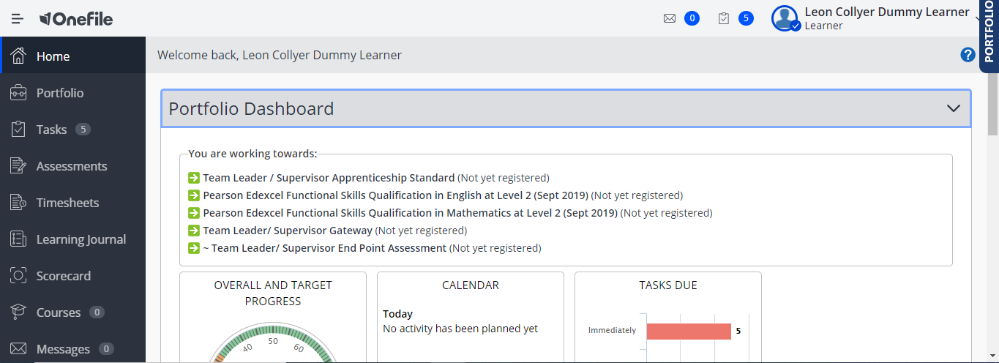 Onefile
0
5
Leon Collyer Dummy Learner
Learner
PORTFOLIO
Home
Portfolio
Tasks 5
Assessments
Timesheets
Learning Journal
Scorecard
Courses 0
Messages 0
Welcome back, Leon Collyer Dummy Learner
?
Portfolio Dashboard
You are working towards:
Team Leader / Supervisor Apprenticeship Standard (Not yet registered)
Pearson Edexcel Functional Skills Qualification in English at Level 2 (Sept 2019) (Not yet registered)
Pearson Edexcel Functional Skills Qualification in Mathematics at Level 2 (Sept 2019) (Not yet registered)
Team Leader/ Supervisor Gateway (Not yet registered)
~ Team Leader/ Supervisor End Point Assessment (Not yet registered)
OVERALL AND TARGET
PROGRESS
40 50 60
CALENDAR
Today
No activity has been planned yet
TASKS DUE
Immediately 5